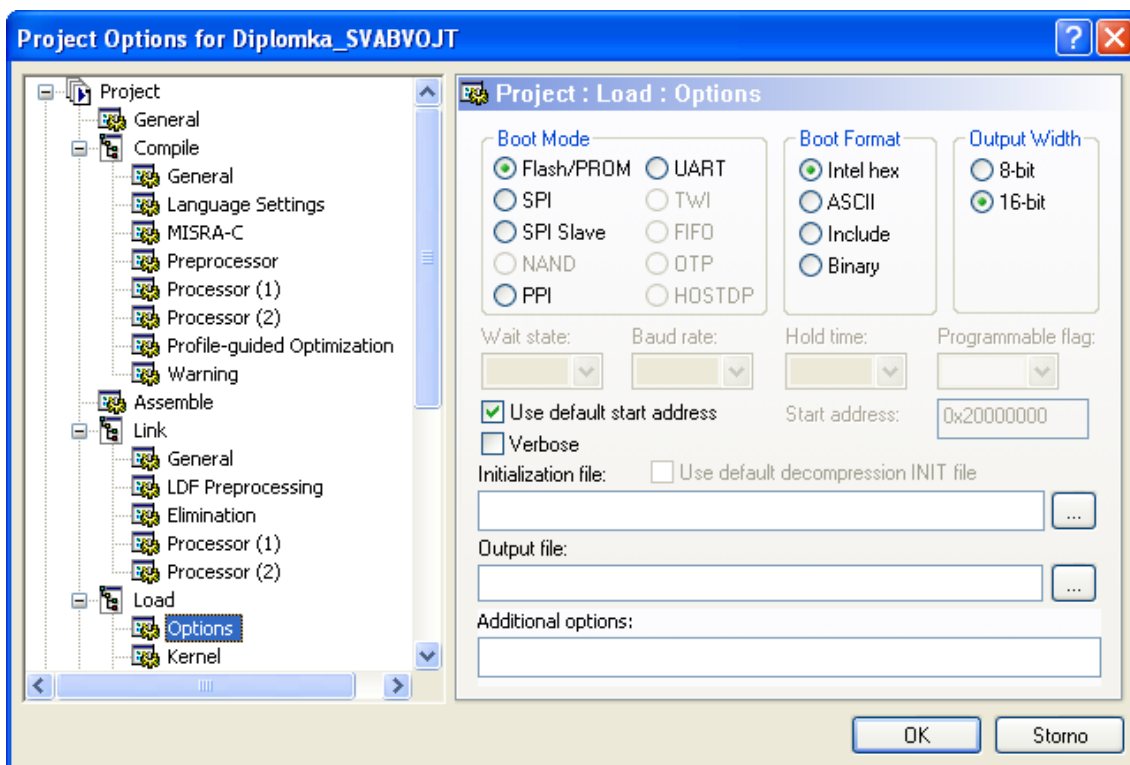 Project Options for Diplomka_SVABVOJT
Project
General
Compile
General
Language Settings
MISRA-C
Preprocessor
Processor (1)
Processor (2)
Profile-guided Optimization
Warning
Assemble
Link
General
LDF Preprocessing
Elimination
Processor (1)
Processor (2)
Load
Options
Kernel
Project : Load : Options
Boot Mode
Flash/PROM
UART
SPI
TWI
SPI Slave
FIFO
NAND
OTP
PPI
HOSTDP
Boot Format
Intel hex
ASCII
Include
Binary
Output Width
8-bit
16-bit
Wait state:
Baud rate:
Hold time:
Programmable flag:
Use default start address
Start address:
0x20000000
Verbose
Initialization file:
Use default decompression INIT file
...
Output file:
...
Additional options:
OK
Storno